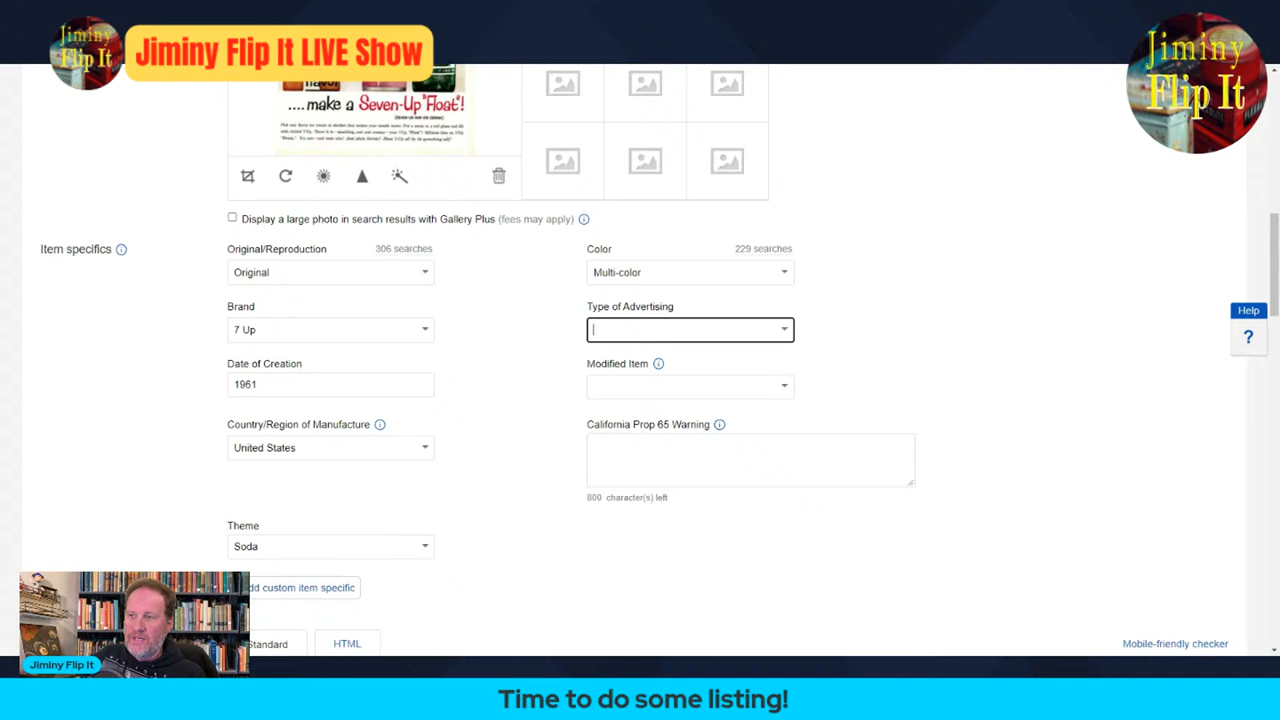 Jiminy
Flip It
Jiminy Flip It LIVE Show
Jiminy
Flip It
flavor
....make a Seven-Up "Float"!
Display a large photo in search results with Gallery Plus (fees may apply)
Item specifics
Original/Reproduction 306 searches
Original
Color 229 searches
Multi-color
Brand
7 Up
Type of Advertising
Help
?
Date of Creation
1961
Modified Item
Country/Region of Manufacture
United States
California Prop 65 Warning
800 character(s) left
Theme
Soda
dd custom item specific
Standard
HTML
Mobile-friendly checker
Jiminy Flip It
Time to do some listing!